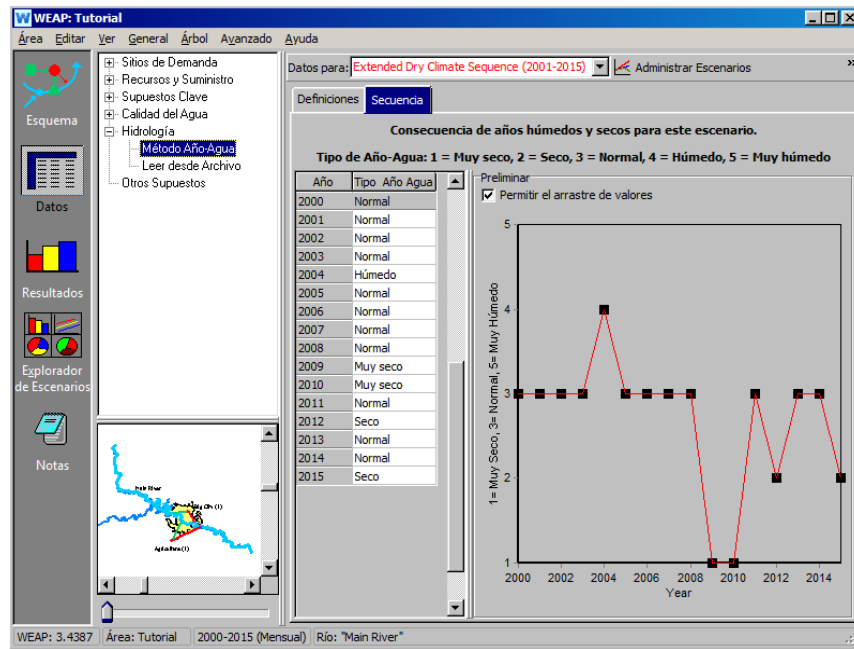 WEAP: Tutorial
Área Editar Ver General Árbol Avanzado Ayuda
Esquema
Datos
Resultados
Explorador
de Escenarios
Notas
Sitios de Demanda
Recursos y Suministro
Supuestos Clave
Calidad del Agua
Hidrología
Método Año-Agua
Leer desde Archivo
Otros Supuestos
Main River
Big City (1)
Agriculture (1)
Datos para: Extended Dry Climate Sequence (2001-2015) Administrar Escenarios »
Definiciones Secuencia
Consecuencia de años húmedos y secos para este escenario.
Tipo de Año-Agua: 1 = Muy seco, 2 = Seco, 3 = Normal, 4 = Húmedo, 5 = Muy húmedo
Año Tipo Año Agua
2000 Normal
2001 Normal
2002 Normal
2003 Normal
2004 Húmedo
2005 Normal
2006 Normal
2007 Normal
2008 Normal
2009 Muy seco
2010 Muy seco
2011 Normal
2012 Seco
2013 Normal
2014 Normal
2015 Seco
Preliminar
Permitir el arrastre de valores
1= Muy Seco, 3= Normal, 5= Muy Húmedo
5
4
3
2
1
2000 2002 2004 2006 2008 2010 2012 2014
Year
WEAP: 3.4387 Área: Tutorial 2000-2015 (Mensual) Río: "Main River"